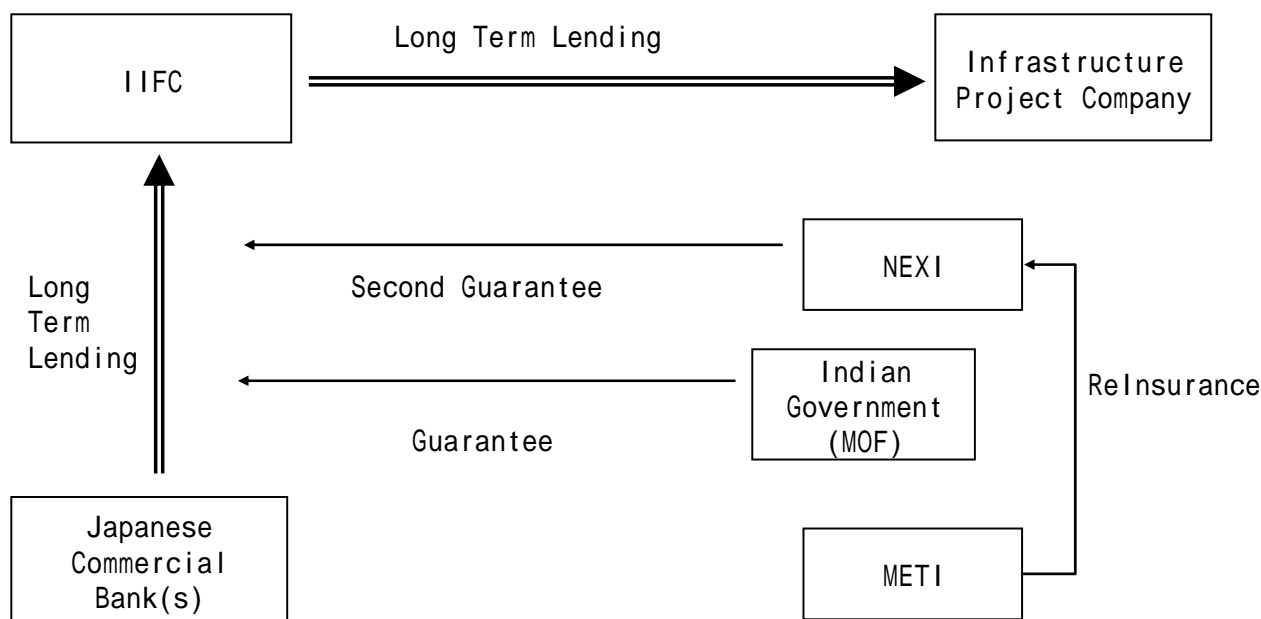 Long Term Lending
IIFC
Infrastructure
Project Company
NEXI
Second Guarantee
Long
Term
Lending
Indian
Government
(MOF)
ReInsurance
Guarantee
Japanese
Commercial
Bank(s)
METI